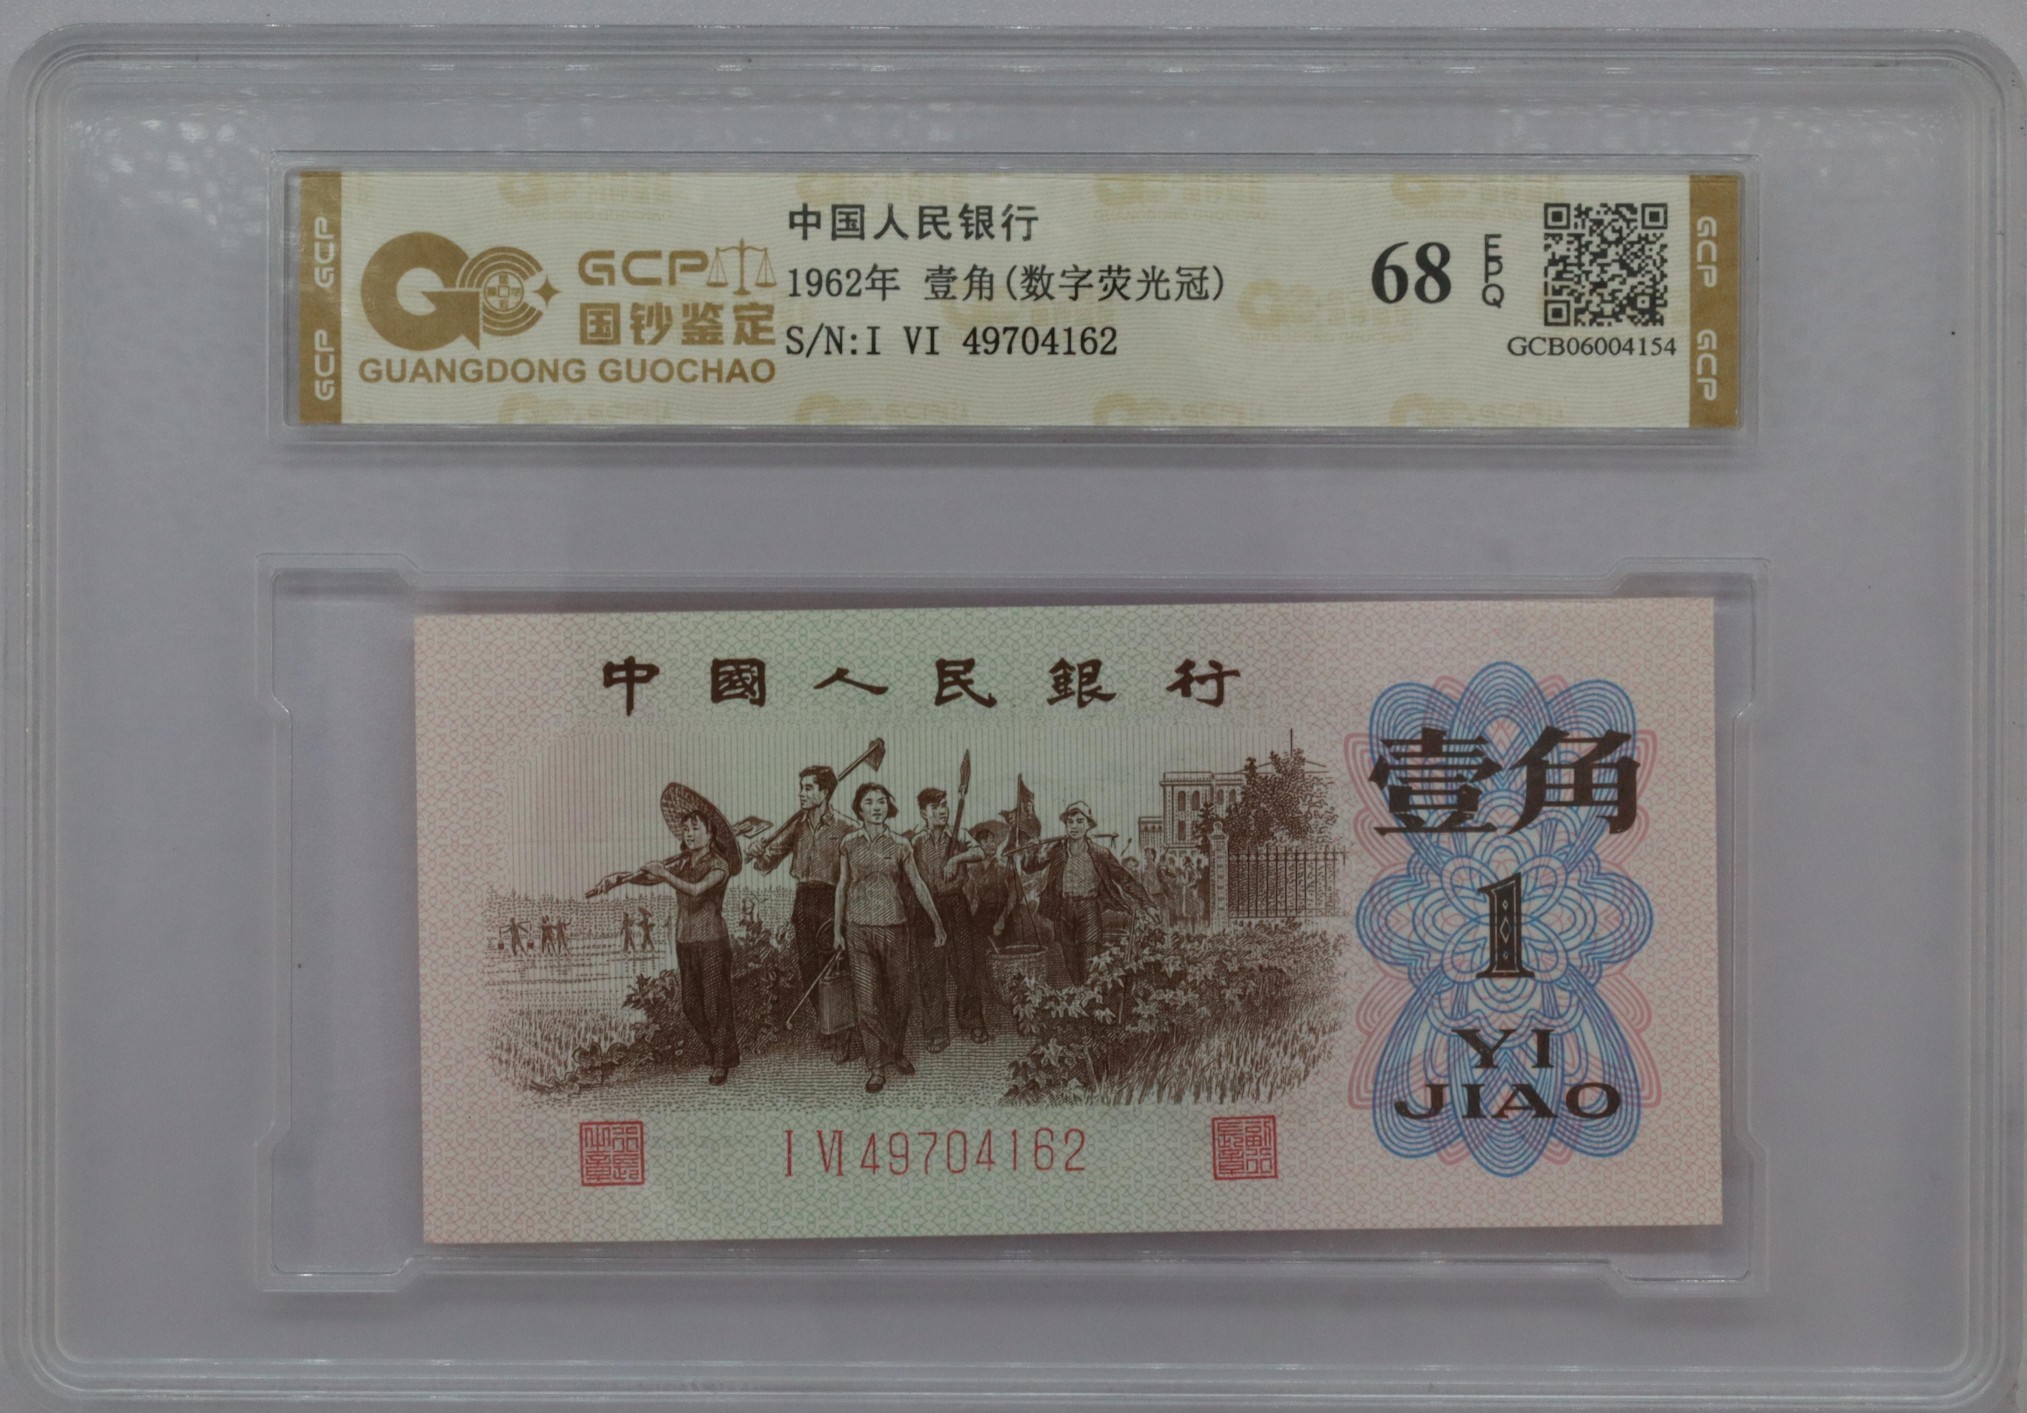 GCP
GCP
GCP
国钞鉴定
GUANGDONG GUOCHAO
中国人民银行
1962年 壹角(数字荧光冠)
S/N:I VI 49704162
68
EPQ
GCB06004154
GCP
GCP
中國人民銀行
壹角
1
YI
JIAO
I VI 49704162